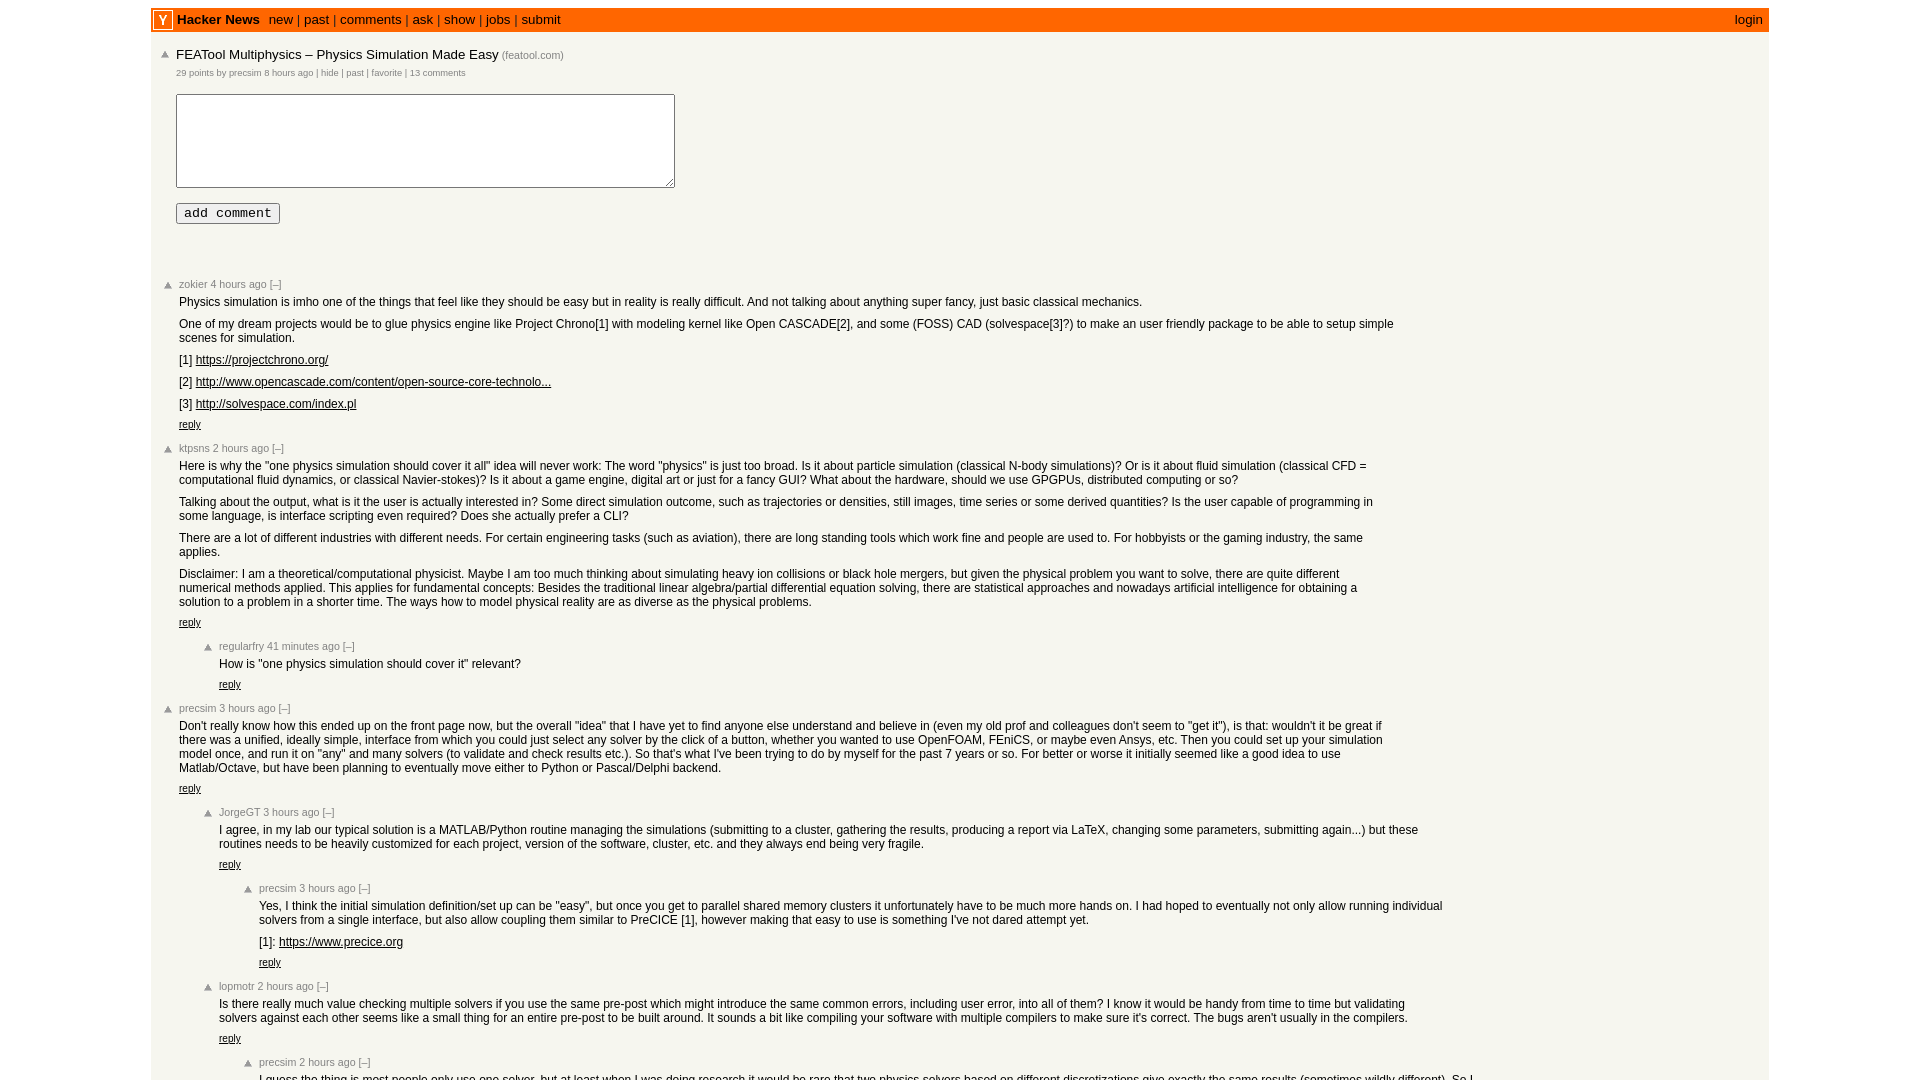 Y Hacker News new | past | comments | ask | show | jobs | submit login
FEATool Multiphysics – Physics Simulation Made Easy (featool.com)
29 points by precsim 8 hours ago | hide | past | favorite | 13 comments
add comment
zokier 4 hours ago [–]
Physics simulation is imho one of the things that feel like they should be easy but in reality is really difficult. And not talking about anything super fancy, just basic classical mechanics.
One of my dream projects would be to glue physics engine like Project Chrono[1] with modeling kernel like Open CASCADE[2], and some (FOSS) CAD (solvespace[3]?) to make an user friendly package to be able to setup simple
scenes for simulation.
[1] https://projectchrono.org/
[2] http://www.opencascade.com/content/open-source-core-technolo...
[3] http://solvespace.com/index.pl
reply
ktpsns 2 hours ago [–]
Here is why the "one physics simulation should cover it all" idea will never work: The word "physics" is just too broad. Is it about particle simulation (classical N-body simulations)? Or is it about fluid simulation (classical CFD =
computational fluid dynamics, or classical Navier-stokes)? Is it about a game engine, digital art or just for a fancy GUI? What about the hardware, should we use GPGPUs, distributed computing or so?
Talking about the output, what is it the user is actually interested in? Some direct simulation outcome, such as trajectories or densities, still images, time series or some derived quantities? Is the user capable of programming in
some language, is interface scripting even required? Does she actually prefer a CLI?
There are a lot of different industries with different needs. For certain engineering tasks (such as aviation), there are long standing tools which work fine and people are used to. For hobbyists or the gaming industry, the same
applies.
Disclaimer: I am a theoretical/computational physicist. Maybe I am too much thinking about simulating heavy ion collisions or black hole mergers, but given the physical problem you want to solve, there are quite different
numerical methods applied. This applies for fundamental concepts: Besides the traditional linear algebra/partial differential equation solving, there are statistical approaches and nowadays artificial intelligence for obtaining a
solution to a problem in a shorter time. The ways how to model physical reality are as diverse as the physical problems.
reply
regularfry 41 minutes ago [–]
How is "one physics simulation should cover it" relevant?
reply
precsim 3 hours ago [–]
Don't really know how this ended up on the front page now, but the overall "idea" that I have yet to find anyone else understand and believe in (even my old prof and colleagues don't seem to "get it"), is that: wouldn't it be great if
there was a unified, ideally simple, interface from which you could just select any solver by the click of a button, whether you wanted to use OpenFOAM, FEniCS, or maybe even Ansys, etc. Then you could set up your simulation
model once, and run it on "any" and many solvers (to validate and check results etc.). So that's what I've been trying to do by myself for the past 7 years or so. For better or worse it initially seemed like a good idea to use
Matlab/Octave, but have been planning to eventually move either to Python or Pascal/Delphi backend.
reply
JorgeGT 3 hours ago [–]
I agree, in my lab our typical solution is a MATLAB/Python routine managing the simulations (submitting to a cluster, gathering the results, producing a report via LaTeX, changing some parameters, submitting again...) but these
routines needs to be heavily customized for each project, version of the software, cluster, etc. and they always end being very fragile.
reply
precsim 3 hours ago [–]
Yes, I think the initial simulation definition/set up can be "easy", but once you get to parallel shared memory clusters it unfortunately have to be much more hands on. I had hoped to eventually not only allow running individual
solvers from a single interface, but also allow coupling them similar to PreCICE [1], however making that easy to use is something I've not dared attempt yet.
[1]: https://www.precice.org
reply
lopmotr 2 hours ago [–]
Is there really much value checking multiple solvers if you use the same pre-post which might introduce the same common errors, including user error, into all of them? I know it would be handy from time to time but validating
solvers against each other seems like a small thing for an entire pre-post to be built around. It sounds a bit like compiling your software with multiple compilers to make sure it's correct. The bugs aren't usually in the compilers.
reply
precsim 2 hours ago [–]
I guess the thing is most people only use one solver, but at least when I was doing research it would be rare that two physics solvers based on different discretizations give exactly the same results (sometimes wildly different). So I